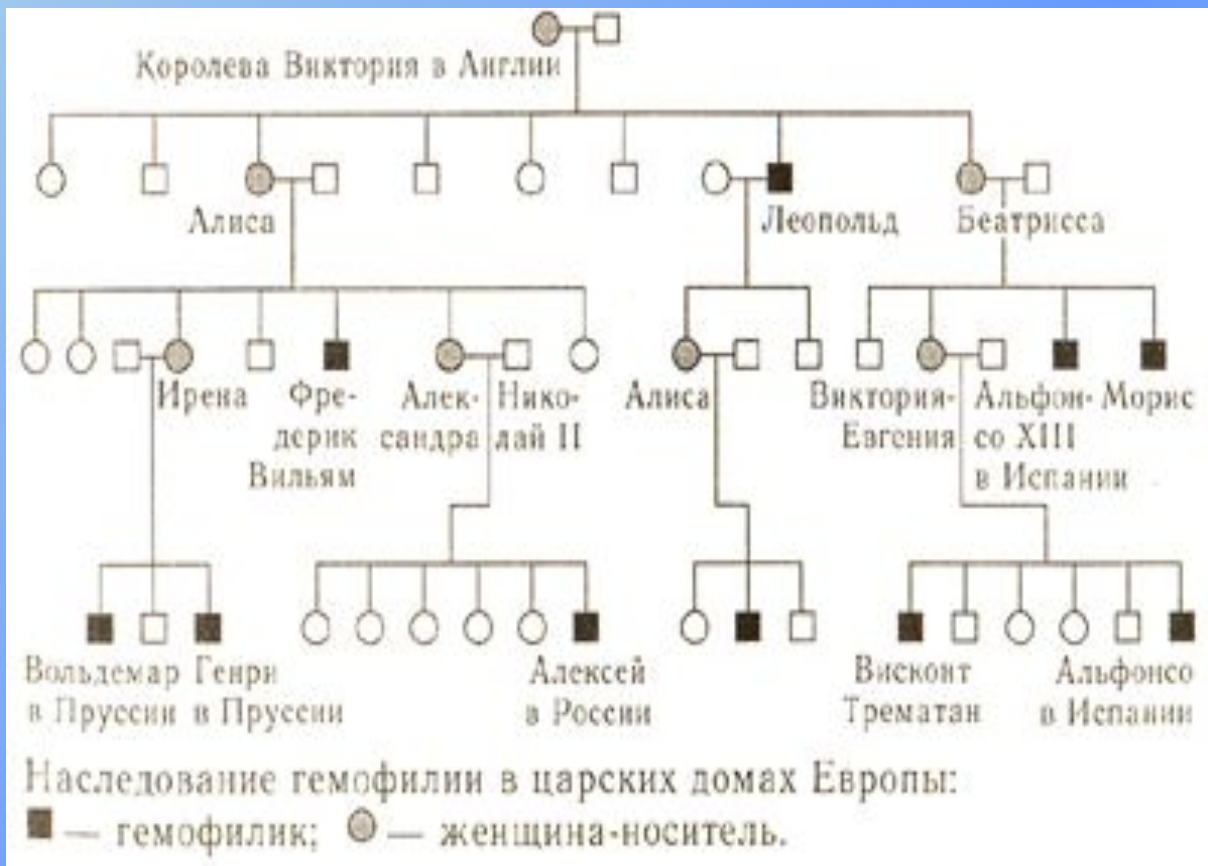 Королева Виктория в Англии
Алиса
Леопольд
Беатрисса
Ирена
Фре-
дерик
Вильям
Алек-
сандра
Нико-
лай II
Алиса
Виктория-
Евгения
Альфон-
со XIII
в Испании
Морис
Вольдемар
в Пруссии
Генри
в Пруссии
Алексей
в России
Висконт
Трематан
Альфонсо
в Испании
Наследование гемофилии в царских домах Европы:
— гемофилик; — женщина-носитель.